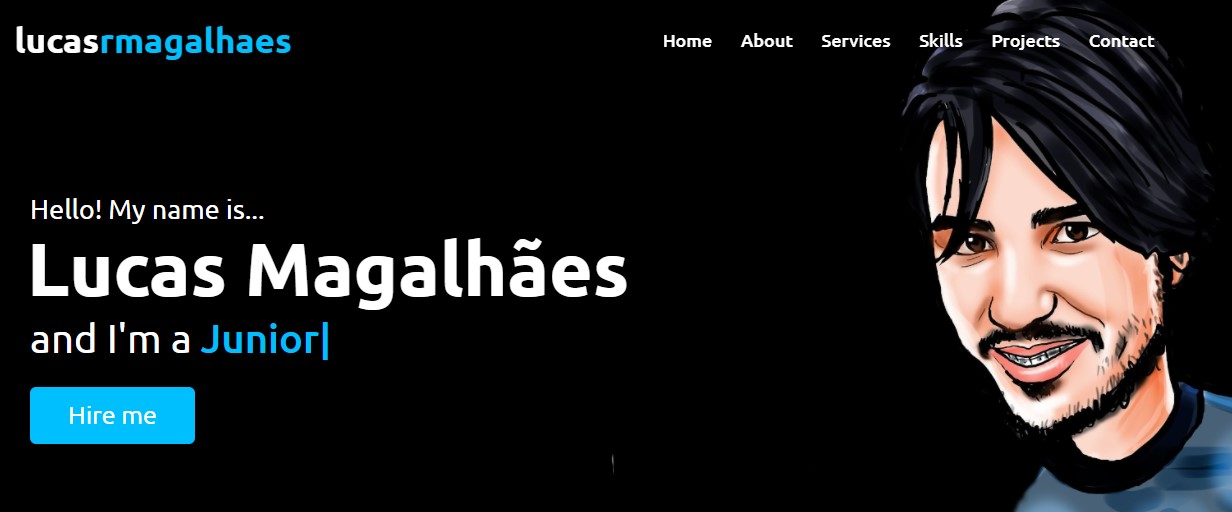 lucasrmagalhaes
Home About Services Skills Projects Contact
Hello! My name is...
Lucas Magalhães
and I'm a Junior|
Hire me